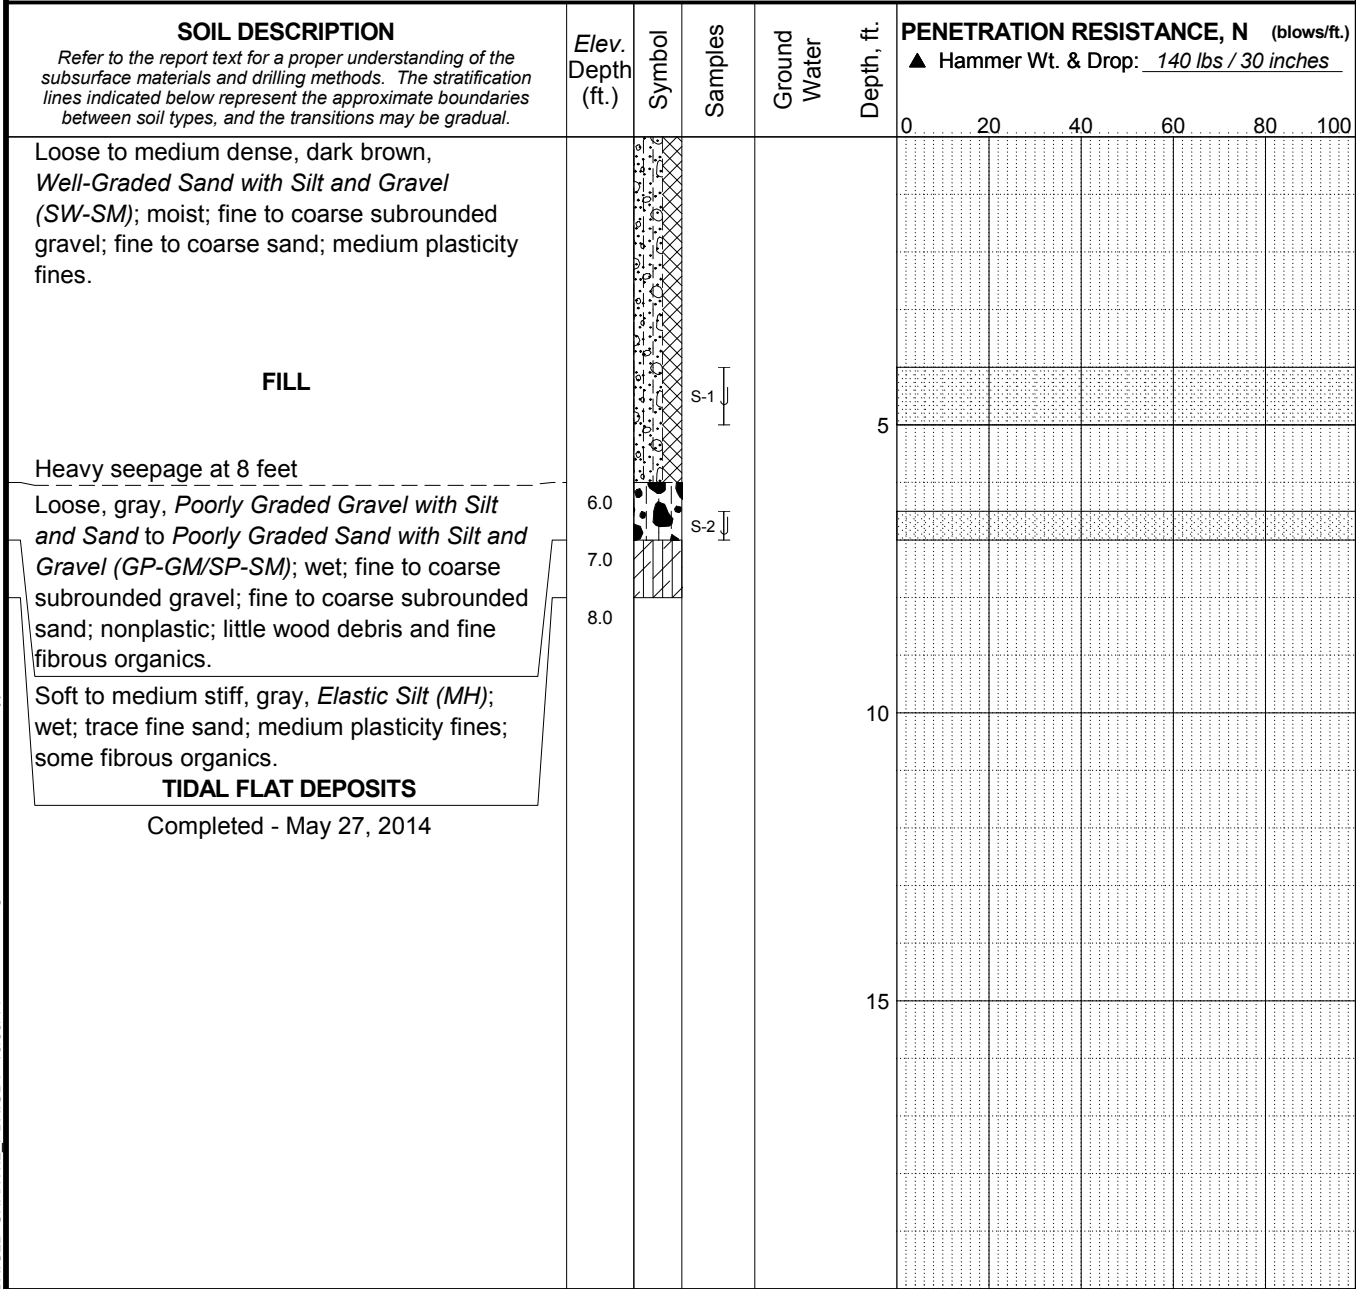 SOIL DESCRIPTION
Refer to the report text for a proper understanding of the
subsurface materials and drilling methods. The stratification
lines indicated below represent the approximate boundaries
between soil types, and the transitions may be gradual.
Elev.
Depth
(ft.)
Symbol
Samples
Ground
Water
Depth, ft.
PENETRATION RESISTANCE, N (blows/ft.)
▲ Hammer Wt. & Drop: 140 lbs / 30 inches
0 20 40 60 80 100
Loose to medium dense, dark brown,
Well-Graded Sand with Silt and Gravel
(SW-SM); moist; fine to coarse subrounded
gravel; fine to coarse sand; medium plasticity
fines.
FILL
S-1
5
Heavy seepage at 8 feet
Loose, gray, Poorly Graded Gravel with Silt
and Sand to Poorly Graded Sand with Silt and
Gravel (GP-GM/SP-SM); wet; fine to coarse
subrounded gravel; fine to coarse subrounded
sand; nonplastic; little wood debris and fine
fibrous organics.
6.0
S-2
7.0
8.0
Soft to medium stiff, gray, Elastic Silt (MH);
wet; trace fine sand; medium plasticity fines;
some fibrous organics.
TIDAL FLAT DEPOSITS
Completed - May 27, 2014
10
15